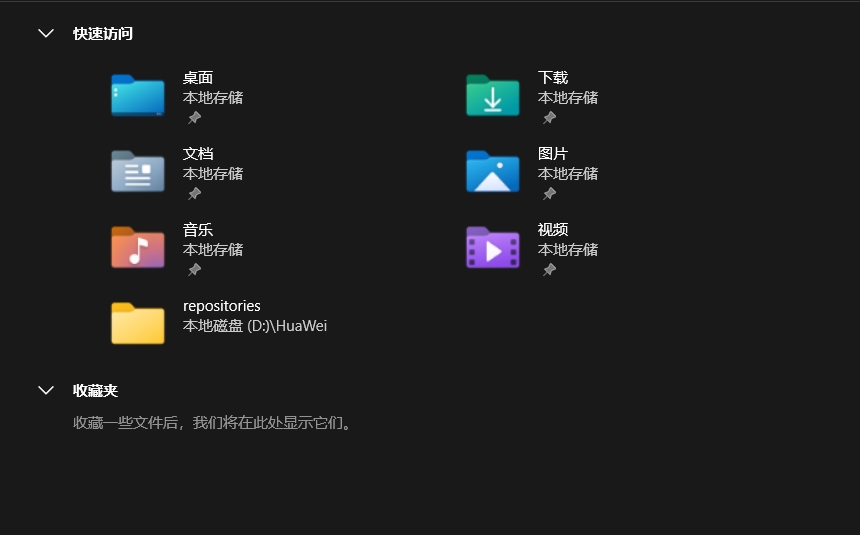 快速访问
桌面
本地存储
下载
本地存储
文档
本地存储
图片
本地存储
音乐
本地存储
视频
本地存储
repositories
本地磁盘 (D:)\HuaWei
收藏夹
收藏一些文件后，我们将在此处显示它们。